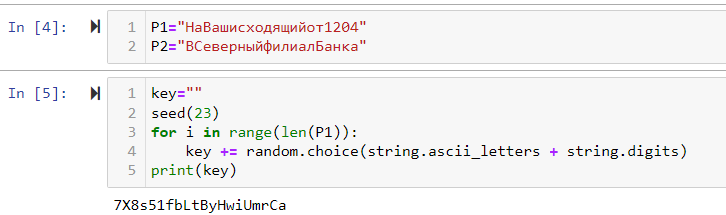 In [4]:
1 P1="НаВашисходящийот1204"
2 P2="ВСеверныйфилиалБанка"
In [5]:
1 key=""
2 seed(23)
3 for i in range(len(P1)):
4     key += random.choice(string.ascii_letters + string.digits)
5 print(key)
7X8s51fbLtByHwiUmrCa